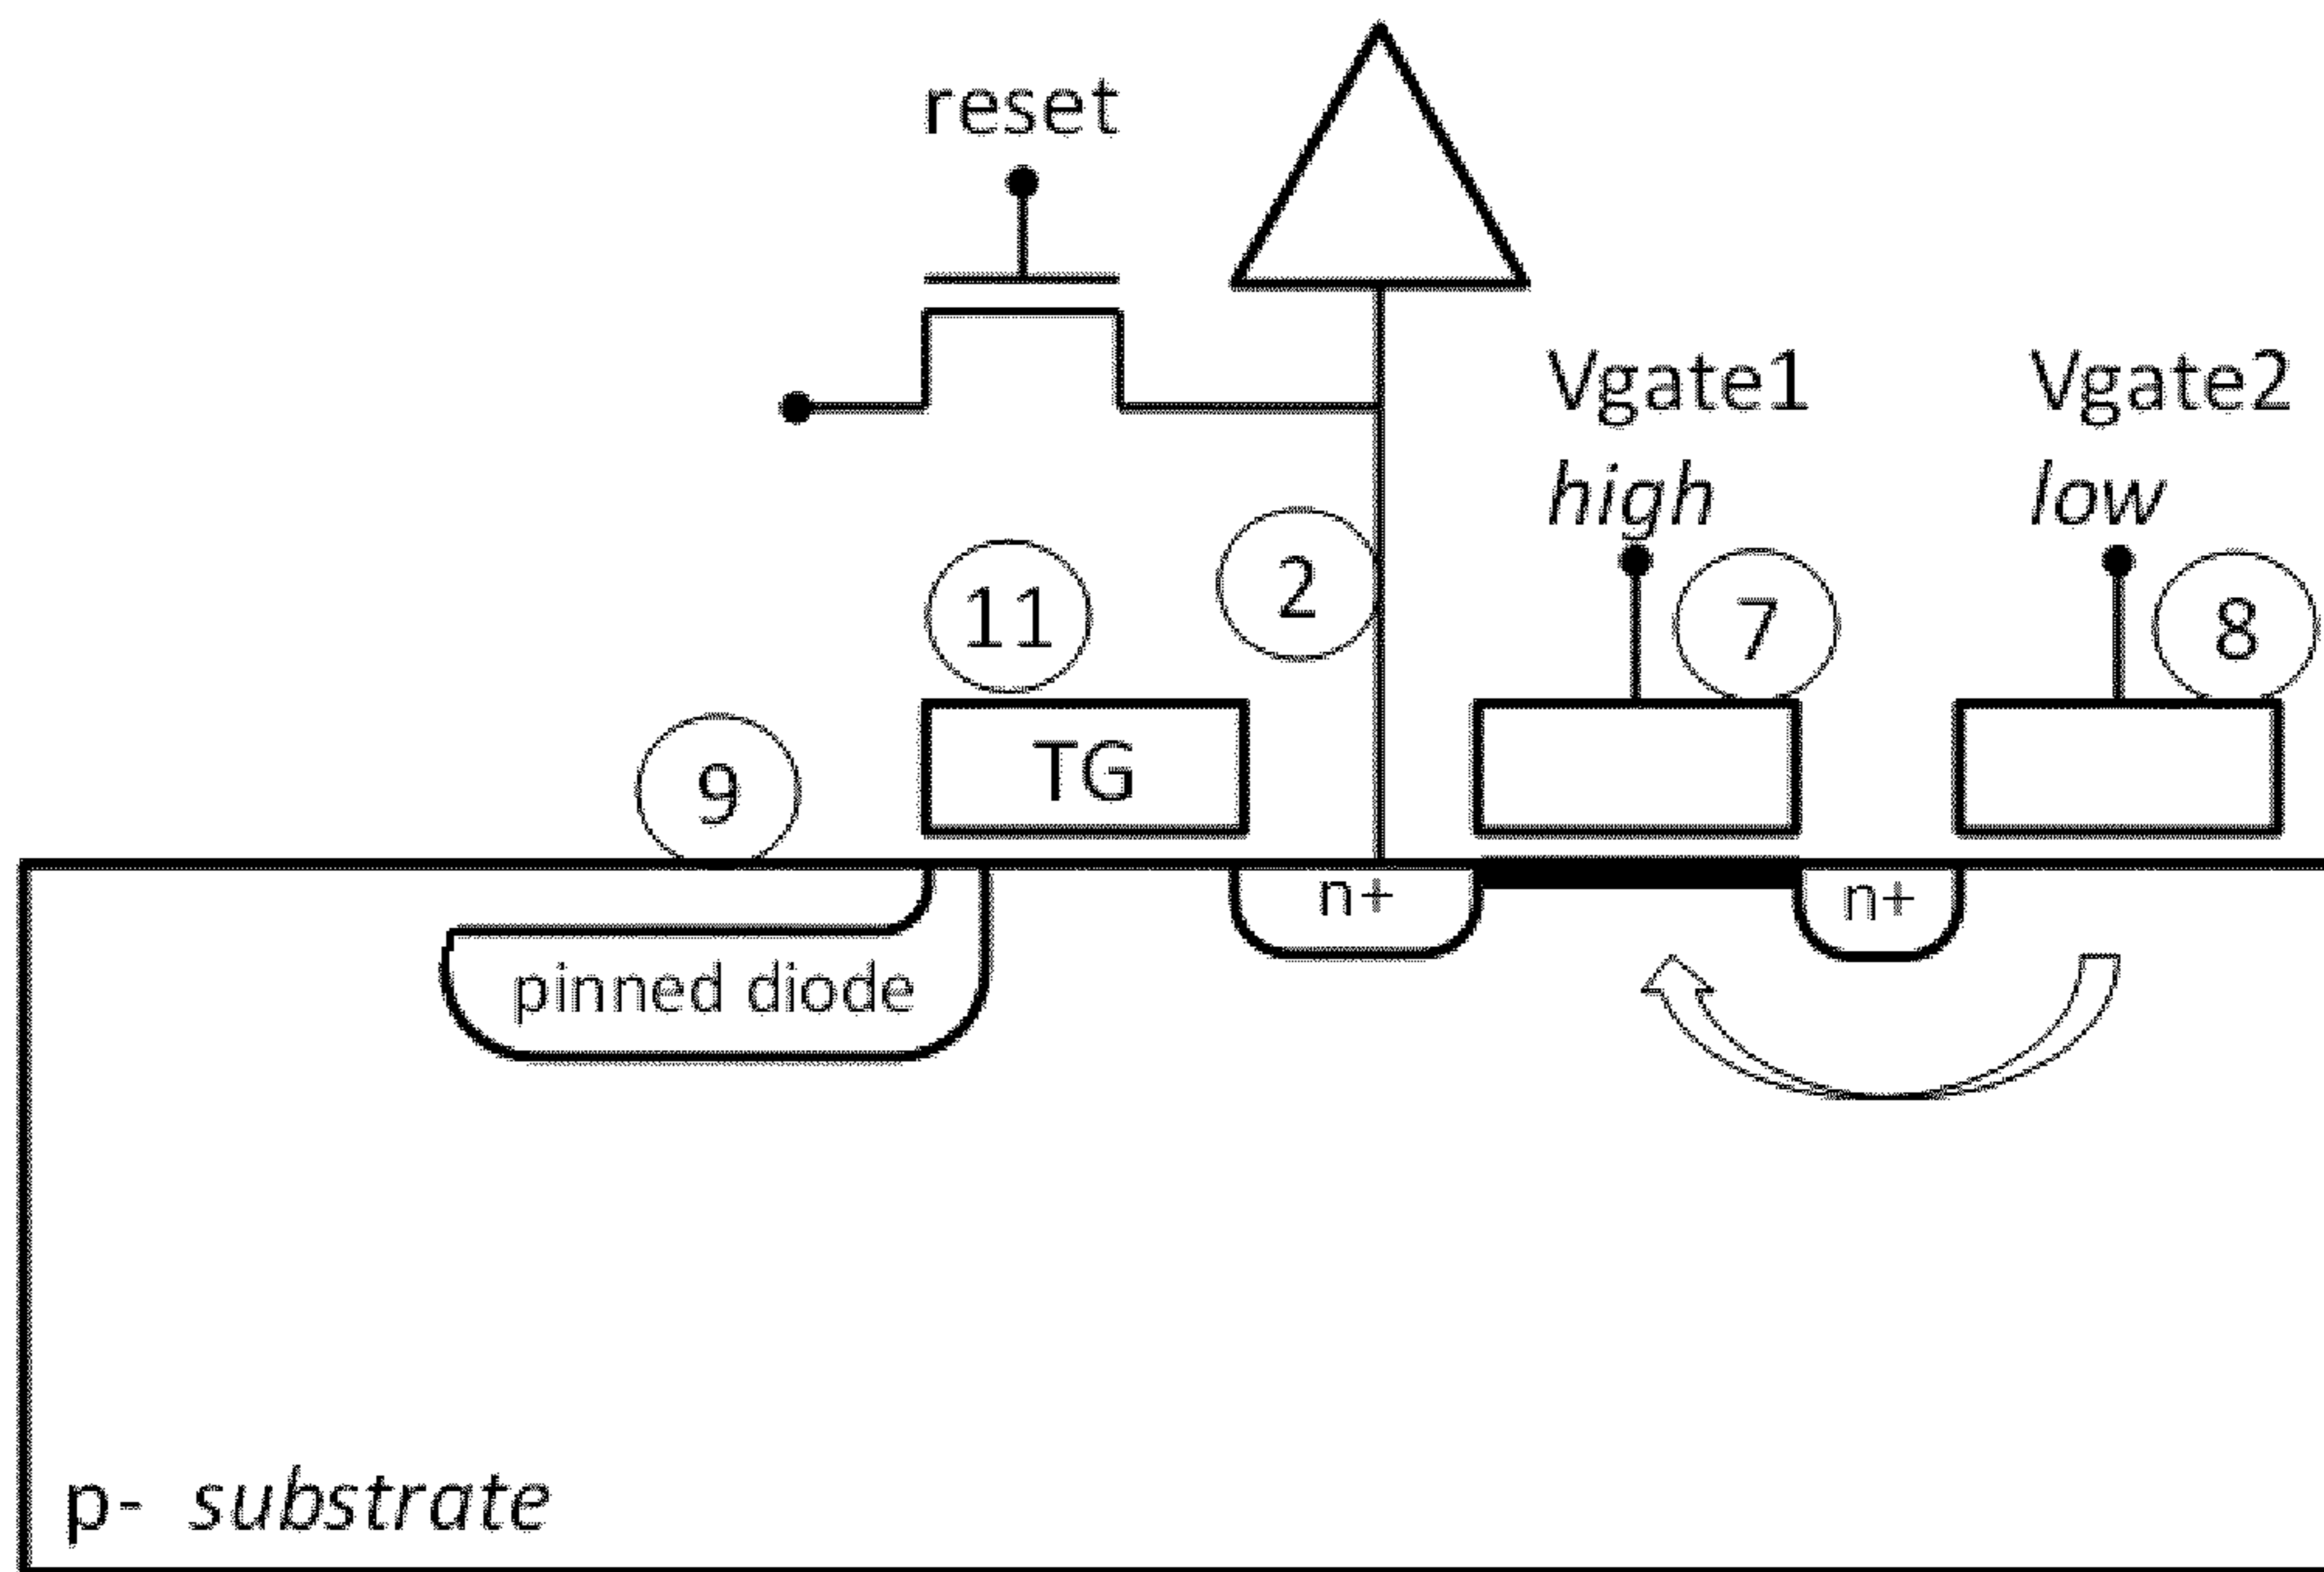 reset
Vgate1
high
Vgate2
low
11
2
7
8
9
TG
n+
n+
pinned diode
p- substrate